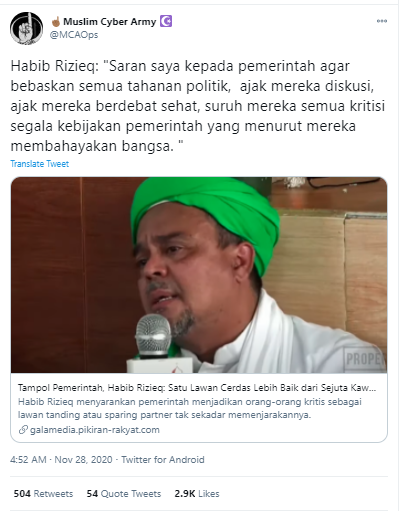 Muslim Cyber Army
@MCAOps
Habib Rizieq: "Saran saya kepada pemerintah agar
bebaskan semua tahanan politik,  ajak mereka diskusi,
ajak mereka berdebat sehat, suruh mereka semua kritisi
segala kebijakan pemerintah yang menurut mereka
membahayakan bangsa. "
Translate Tweet
PROPER
Tampol Pemerintah, Habib Rizieq: Satu Lawan Cerdas Lebih Baik dari Sejuta Kaw...
Habib Rizieq menyarankan pemerintah menjadikan orang-orang kritis sebagai
lawan tanding atau sparing partner tak sekadar memenjarakannya.
galamedia.pikiran-rakyat.com
4:52 AM · Nov 28, 2020 · Twitter for Android
504 Retweets 54 Quote Tweets 2.9K Likes